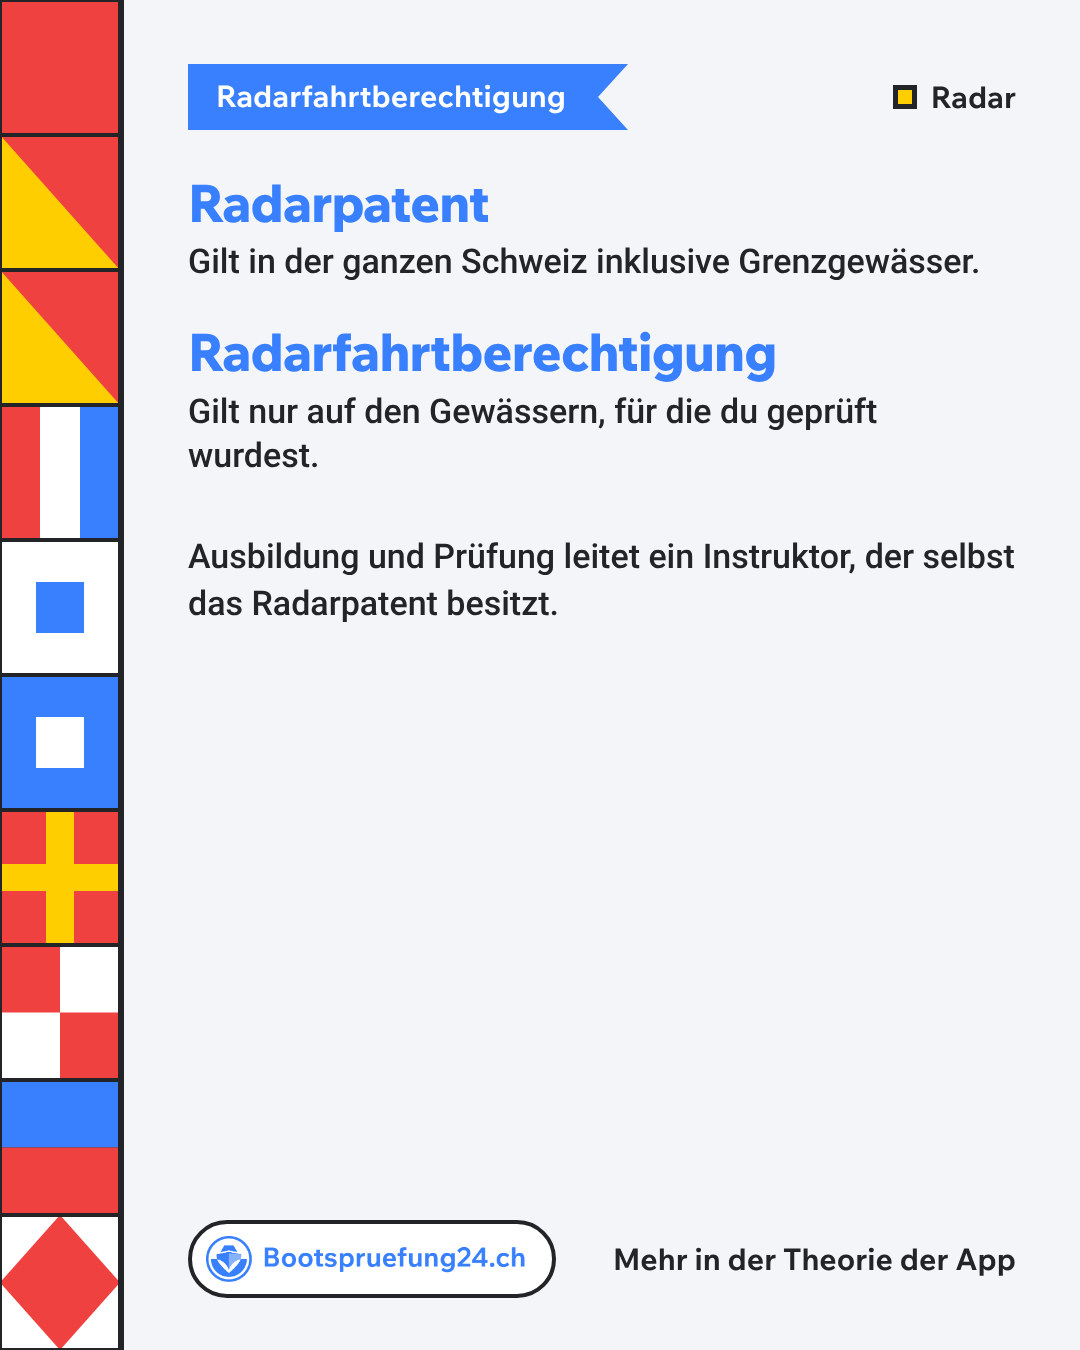 Radarfahrtberechtigung
Radar
Radarpatent
Gilt in der ganzen Schweiz inklusive Grenzgewässer.
Radarfahrtberechtigung
Gilt nur auf den Gewässern, für die du geprüft
wurdest.
Ausbildung und Prüfung leitet ein Instruktor, der selbst
das Radarpatent besitzt.
Bootspruefung24.ch
Mehr in der Theorie der App